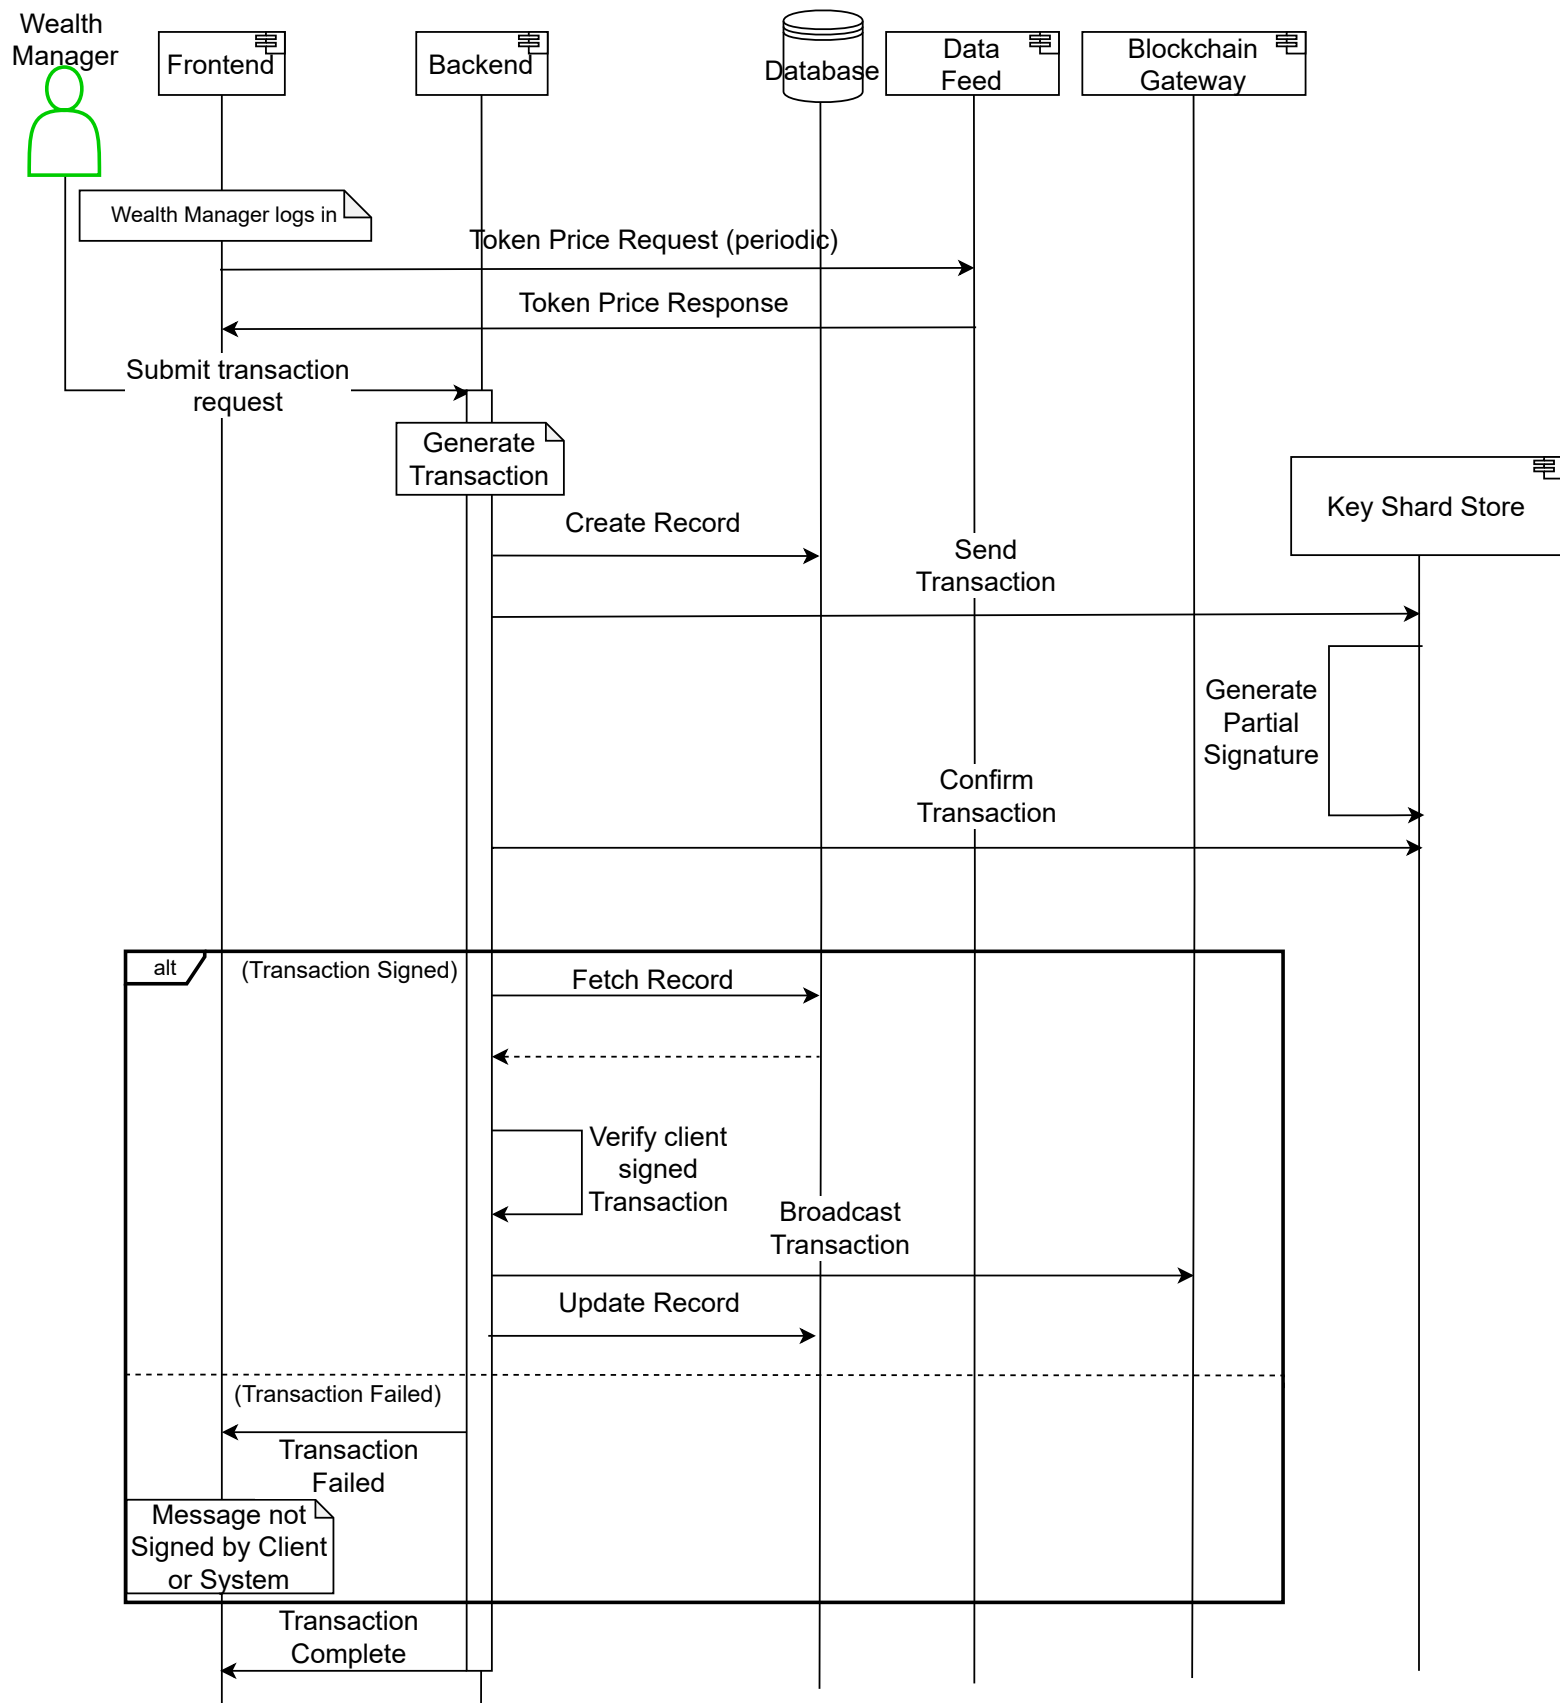 Wealth
Manager
Frontend
Backend
Database
Data
Feed
Blockchain
Gateway
Wealth Manager logs in
Token Price Request (periodic)
Token Price Response
Submit transaction
request
Generate
Transaction
Key Shard Store
Create Record
Send
Transaction
Generate
Partial
Signature
Confirm
Transaction
alt
(Transaction Signed)
Fetch Record
Verify client
signed
Transaction
Broadcast
Transaction
Update Record
(Transaction Failed)
Transaction
Failed
Message not
Signed by Client
or System
Transaction
Complete